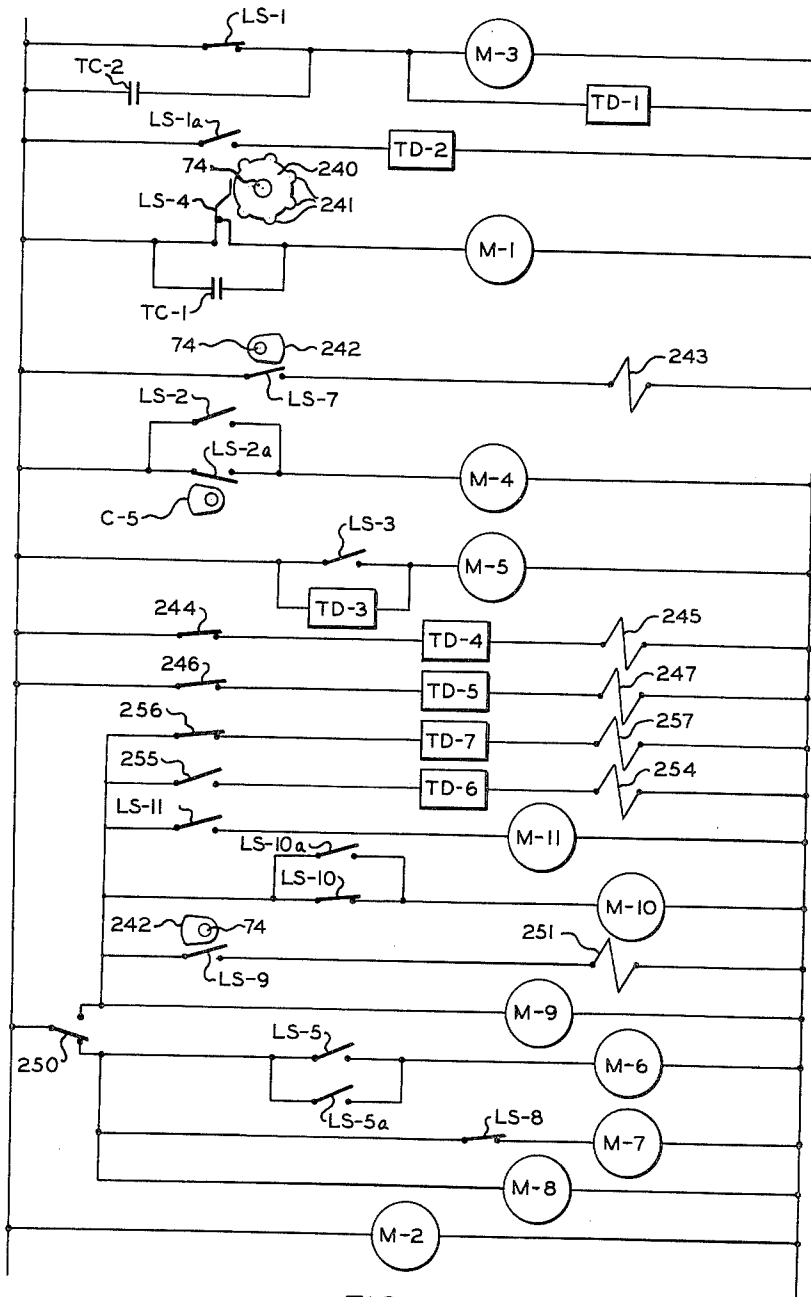 LS-1
TC-2
M-3
TD-1
LS-1a
TD-2
74
240
LS-4
241
M-1
TC-1
74
242
243
LS-7
LS-2
LS-2a
M-4
C-5
LS-3
M-5
TD-3
244
TD-4
245
246
TD-5
247
256
TD-7
257
255
TD-6
254
LS-11
M-11
LS-10a
LS-10
M-10
242
74
251
LS-9
M-9
250
LS-5
M-6
LS-5a
LS-8
M-7
M-8
M-2